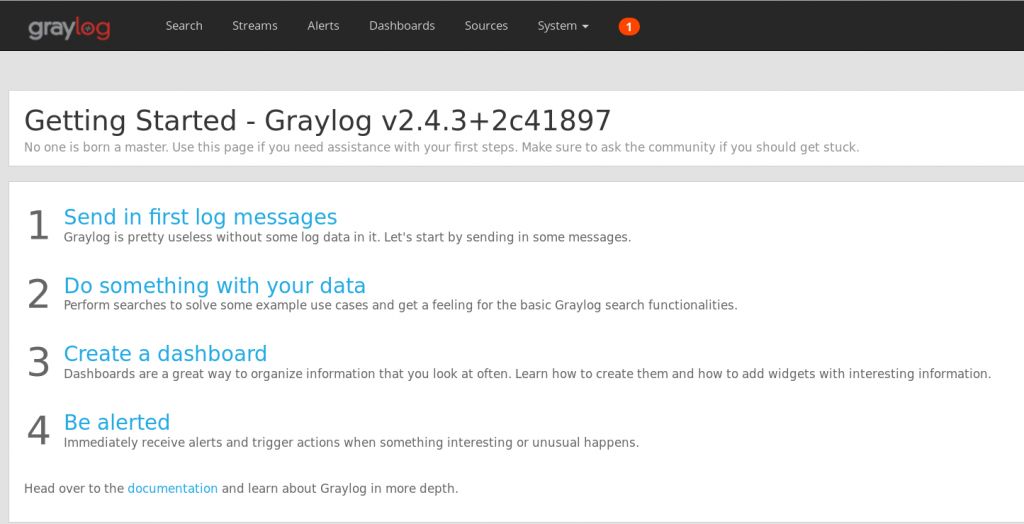 graylog Search Streams Alerts Dashboards Sources System 1
Getting Started - Graylog v2.4.3+2c41897
No one is born a master. Use this page if you need assistance with your first steps. Make sure to ask the community if you should get stuck.
1 Send in first log messages
Graylog is pretty useless without some log data in it. Let's start by sending in some messages.
2 Do something with your data
Perform searches to solve some example use cases and get a feeling for the basic Graylog search functionalities.
3 Create a dashboard
Dashboards are a great way to organize information that you look at often. Learn how to create them and how to add widgets with interesting information.
4 Be alerted
Immediately receive alerts and trigger actions when something interesting or unusual happens.
Head over to the documentation and learn about Graylog in more depth.